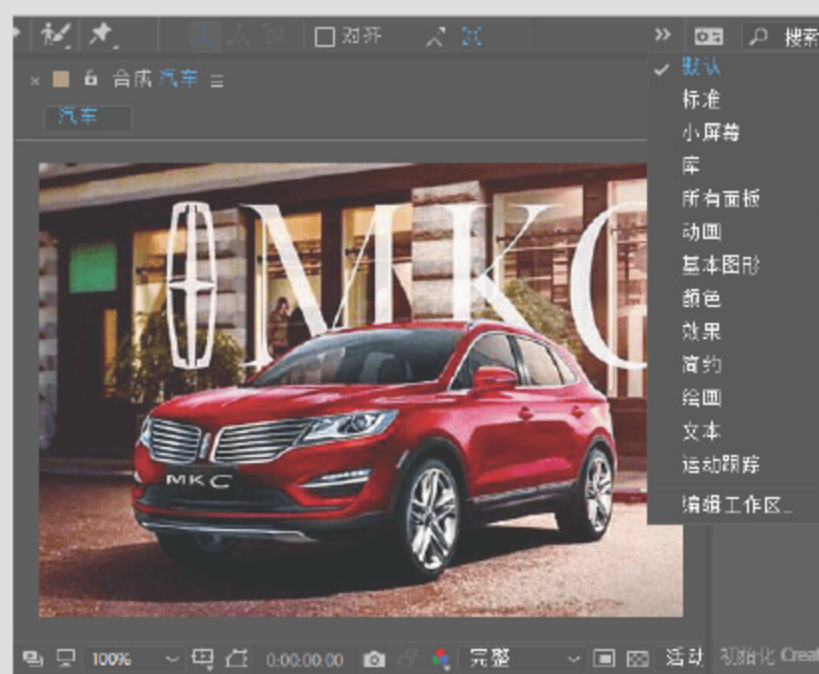 对齐
搜索
合成 汽车
汽车
默认
标准
小屏幕
库
所有面板
动画
基本图形
颜色
效果
简约
绘画
文本
运动跟踪
编辑工作区...
MKC
MKC
100%
0:00:00:00
完整
活动
初始化 Creat